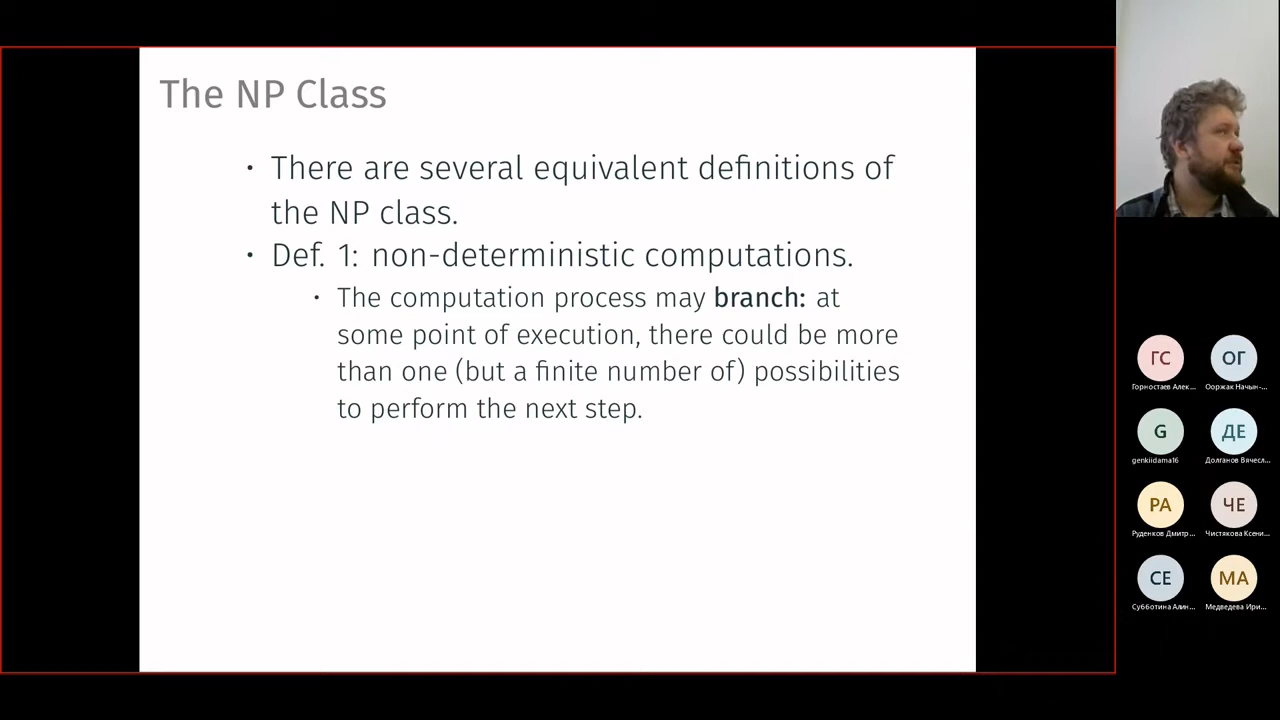 The NP Class
• There are several equivalent definitions of
the NP class.
• Def. 1: non-deterministic computations.
• The computation process may branch: at
some point of execution, there could be more
than one (but a finite number of) possibilities
to perform the next step.
ГС
ОГ
Горностаев Алек...
Ооржак Начын-...
G
ДЕ
genkiidama16
Долганов Вячесл...
РА
ЧЕ
Руденков Дмитр...
Чистякова Ксени...
СЕ
МА
Субботина Алин...
Медведева Ири...